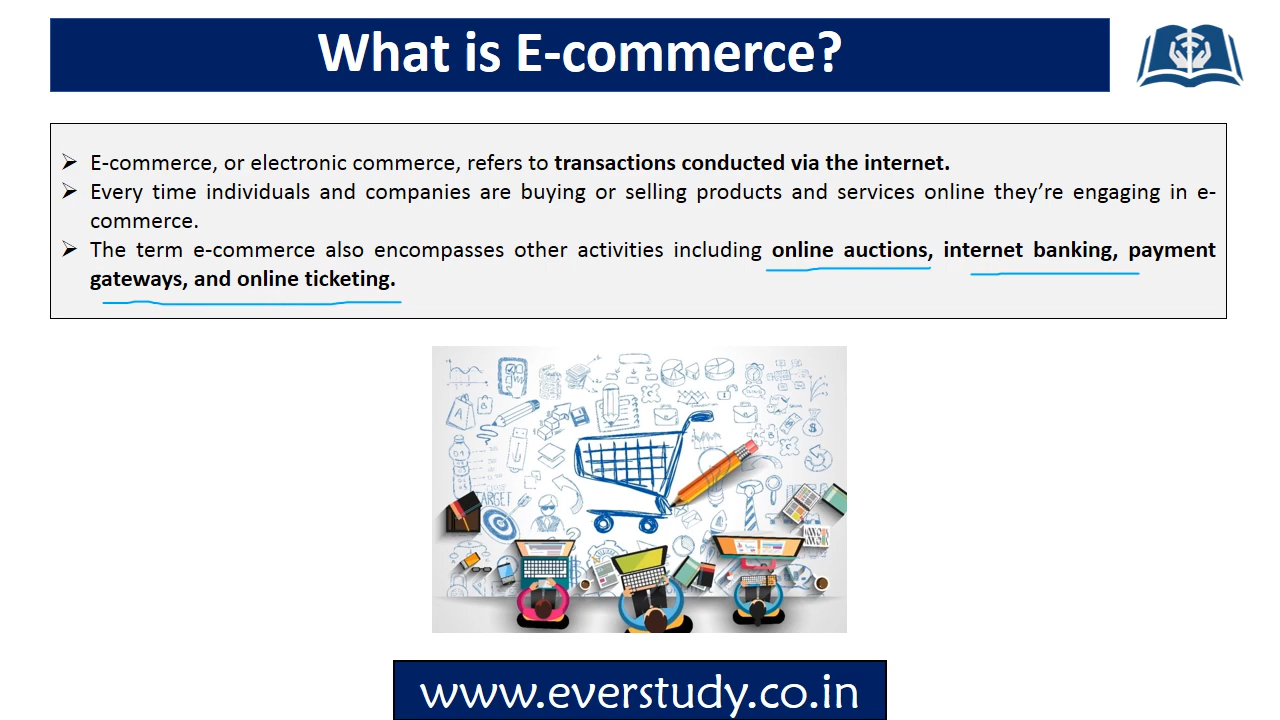 What is E-commerce?
➢ E-commerce, or electronic commerce, refers to transactions conducted via the internet.
➢ Every time individuals and companies are buying or selling products and services online they’re engaging in e-
commerce.
➢ The term e-commerce also encompasses other activities including online auctions, internet banking, payment
gateways, and online ticketing.
TARGET
www.everstudy.co.in